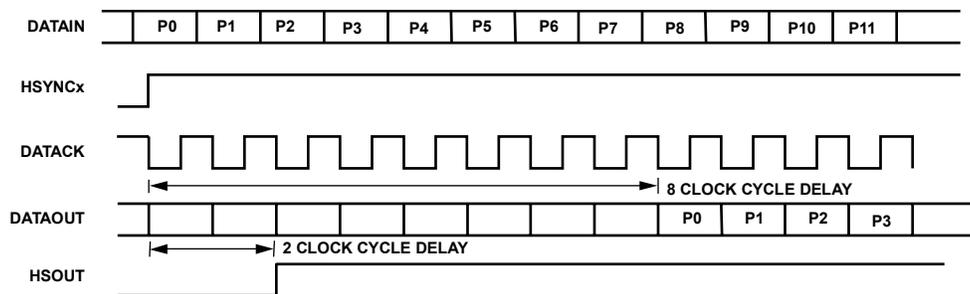 DATAIN P0 P1 P2 P3 P4 P5 P6 P7 P8 P9 P10 P11
HSYNCx
DATACK
8 CLOCK CYCLE DELAY
DATAOUT P0 P1 P2 P3
2 CLOCK CYCLE DELAY
HSOUT